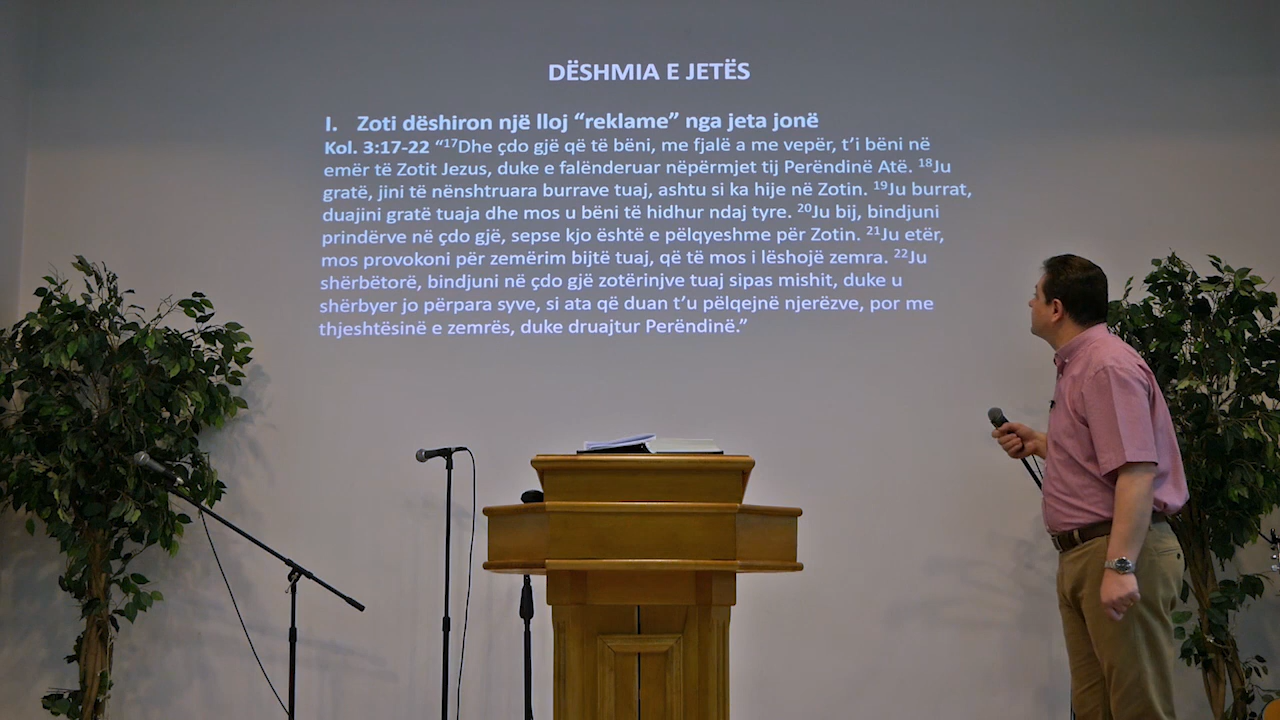 DËSHMIA E JETËS
I. Zoti dëshiron një lloj “reklame” nga jeta jonë
Kol. 3:17-22 “¹⁷Dhe çdo gjë që të bëni, me fjalë a me vepër, t’i bëni në
emër të Zotit Jezus, duke e falënderuar nëpërmjet tij Perëndinë Atë. ¹⁸Ju
gratë, jini të nënshtruara burrave tuaj, ashtu si ka hije në Zotin. ¹⁹Ju burrat,
duajini gratë tuaja dhe mos u bëni të hidhur ndaj tyre. ²⁰Ju bij, bindjuni
prindërve në çdo gjë, sepse kjo është e pëlqyeshme për Zotin. ²¹Ju etër,
mos provokoni për zemërim bijtë tuaj, që të mos i lëshojë zemra. ²²Ju
shërbëtorë, bindjuni në çdo gjë zotërinjve tuaj sipas mishit, duke u
shërbyer jo përpara syve, si ata që duan t’u pëlqejnë njerëzve, por me
thjeshtësinë e zemrës, duke druajtur Perëndinë.”